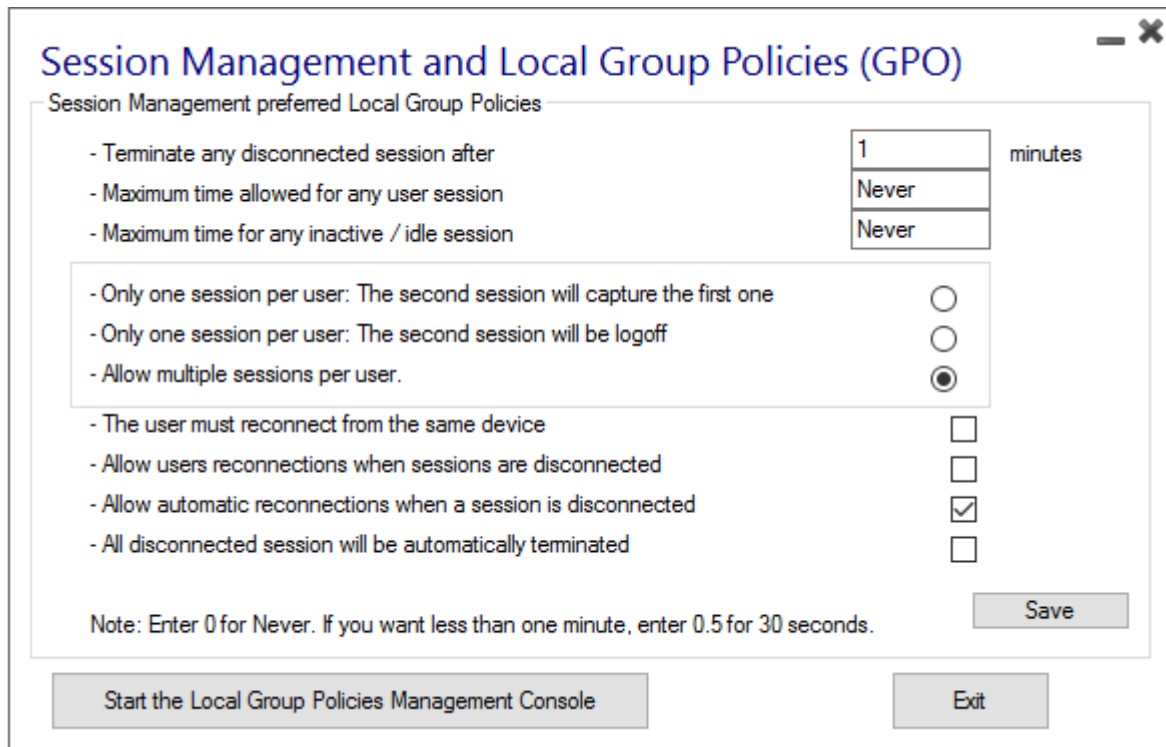 Session Management and Local Group Policies (GPO)
Session Management preferred Local Group Policies
- Terminate any disconnected session after 1 minutes
- Maximum time allowed for any user session Never
- Maximum time for any inactive / idle session Never
- Only one session per user: The second session will capture the first one
- Only one session per user: The second session will be logoff
- Allow multiple sessions per user.
- The user must reconnect from the same device
- Allow users reconnections when sessions are disconnected
- Allow automatic reconnections when a session is disconnected
- All disconnected session will be automatically terminated
Note: Enter 0 for Never. If you want less than one minute, enter 0.5 for 30 seconds.
Save
Start the Local Group Policies Management Console
Exit